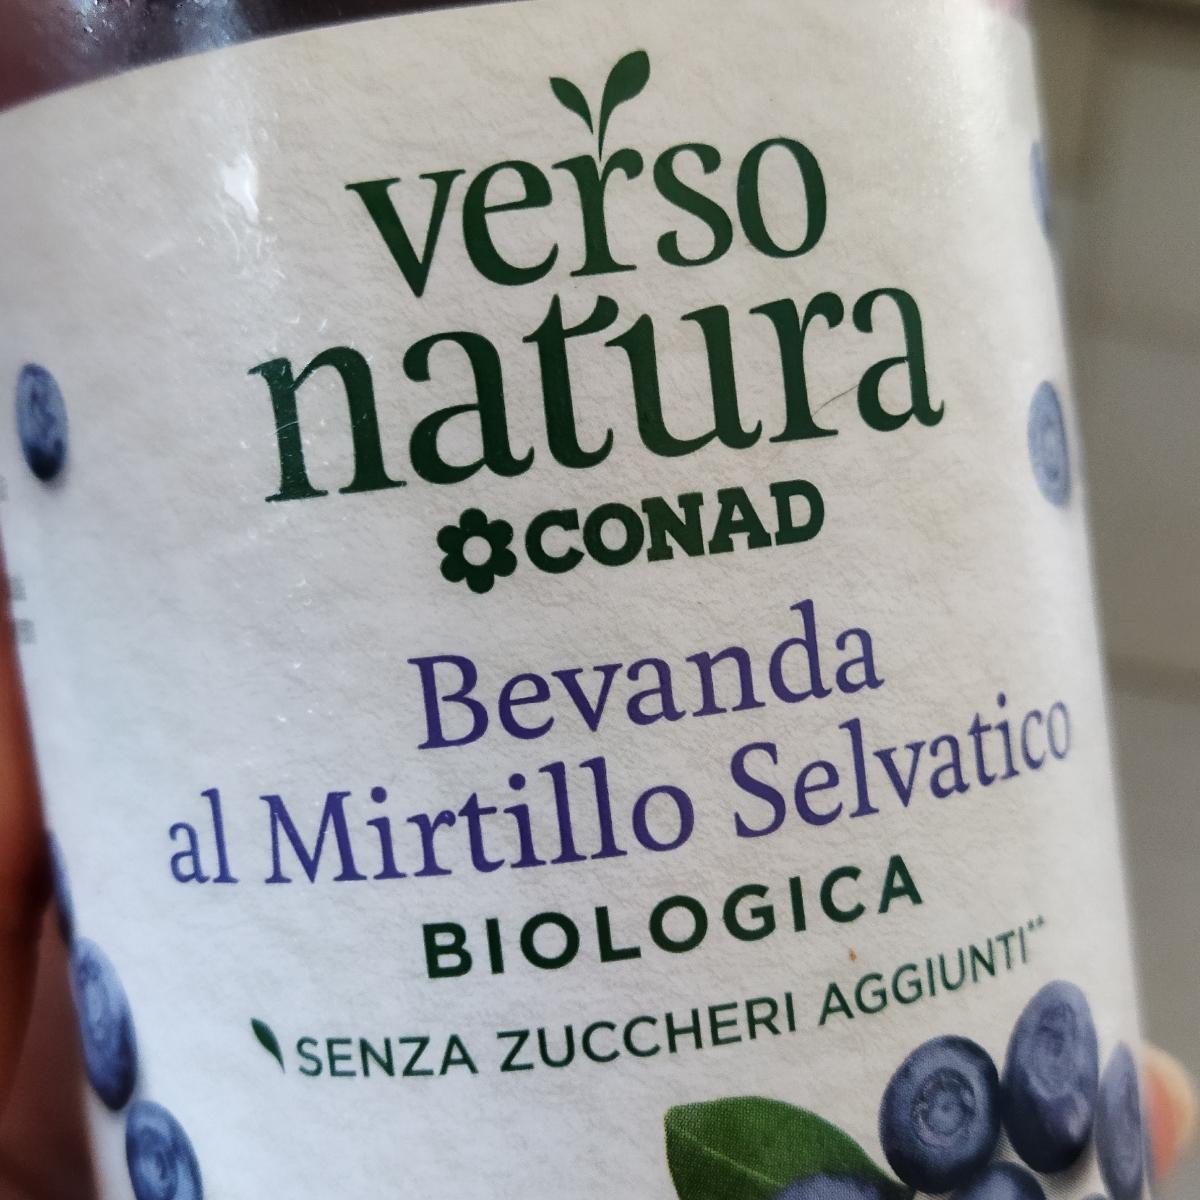 verso
natura
CONAD
Bevanda
al Mirtillo Selvatico
BIOLOGICA
SENZA ZUCCHERI AGGIUNTI**